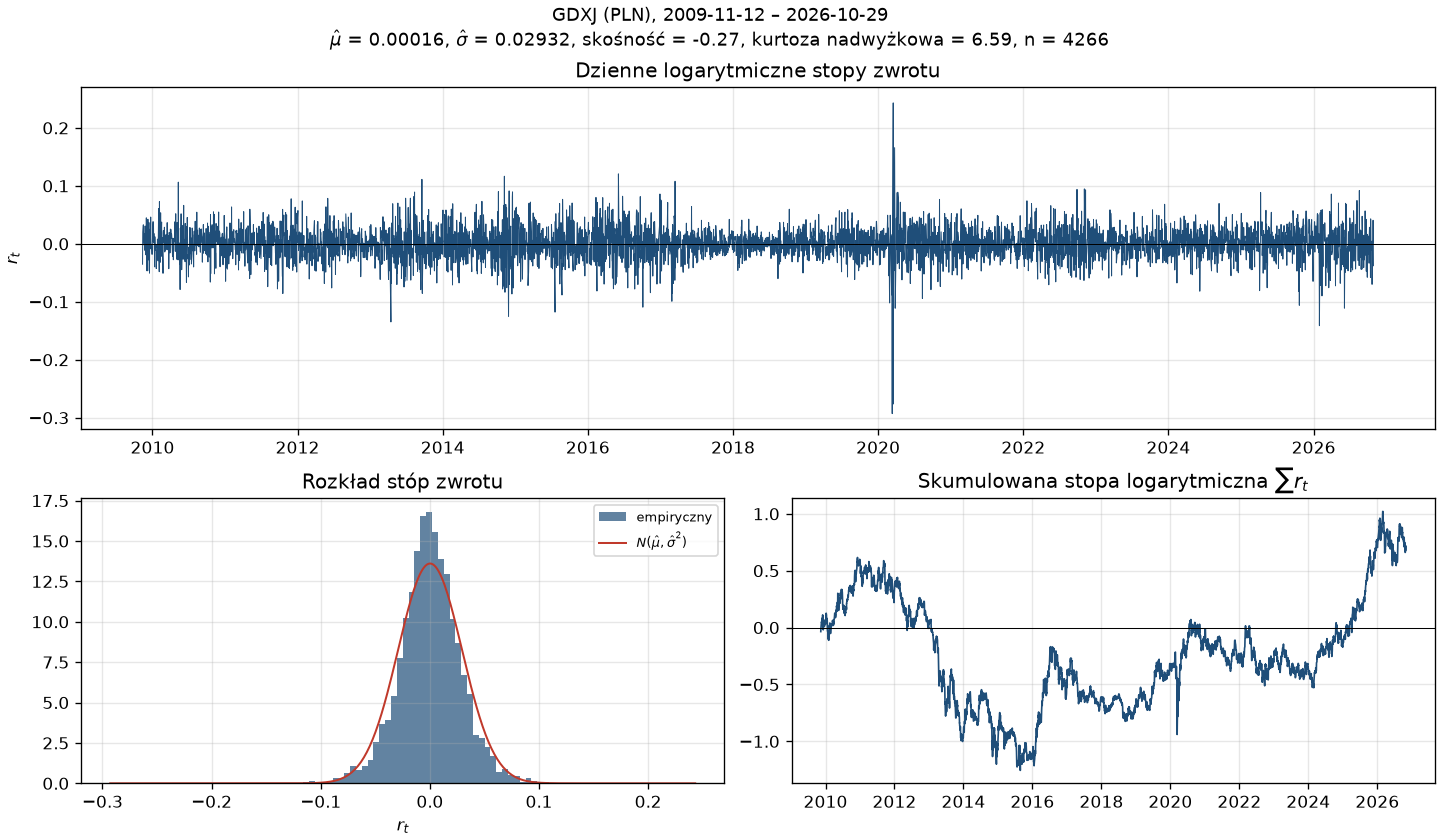 GDXJ (PLN), 2009-11-12 – 2026-10-29
μ̂ = 0.00016, σ̂ = 0.02932, skośność = -0.27, kurtoza nadwyżkowa = 6.59, n = 4266
Dzienne logarytmiczne stopy zwrotu
0.2
0.1
0.0
−0.1
−0.2
−0.3
r_t
2010 2012 2014 2016 2018 2020 2022 2024 2026
Rozkład stóp zwrotu
17.5
15.0
12.5
10.0
7.5
5.0
2.5
0.0
empiryczny
N(μ̂, σ̂²)
−0.3 −0.2 −0.1 0.0 0.1 0.2
r_t
Skumulowana stopa logarytmiczna ∑r_t
1.0
0.5
0.0
−0.5
−1.0
2010 2012 2014 2016 2018 2020 2022 2024 2026